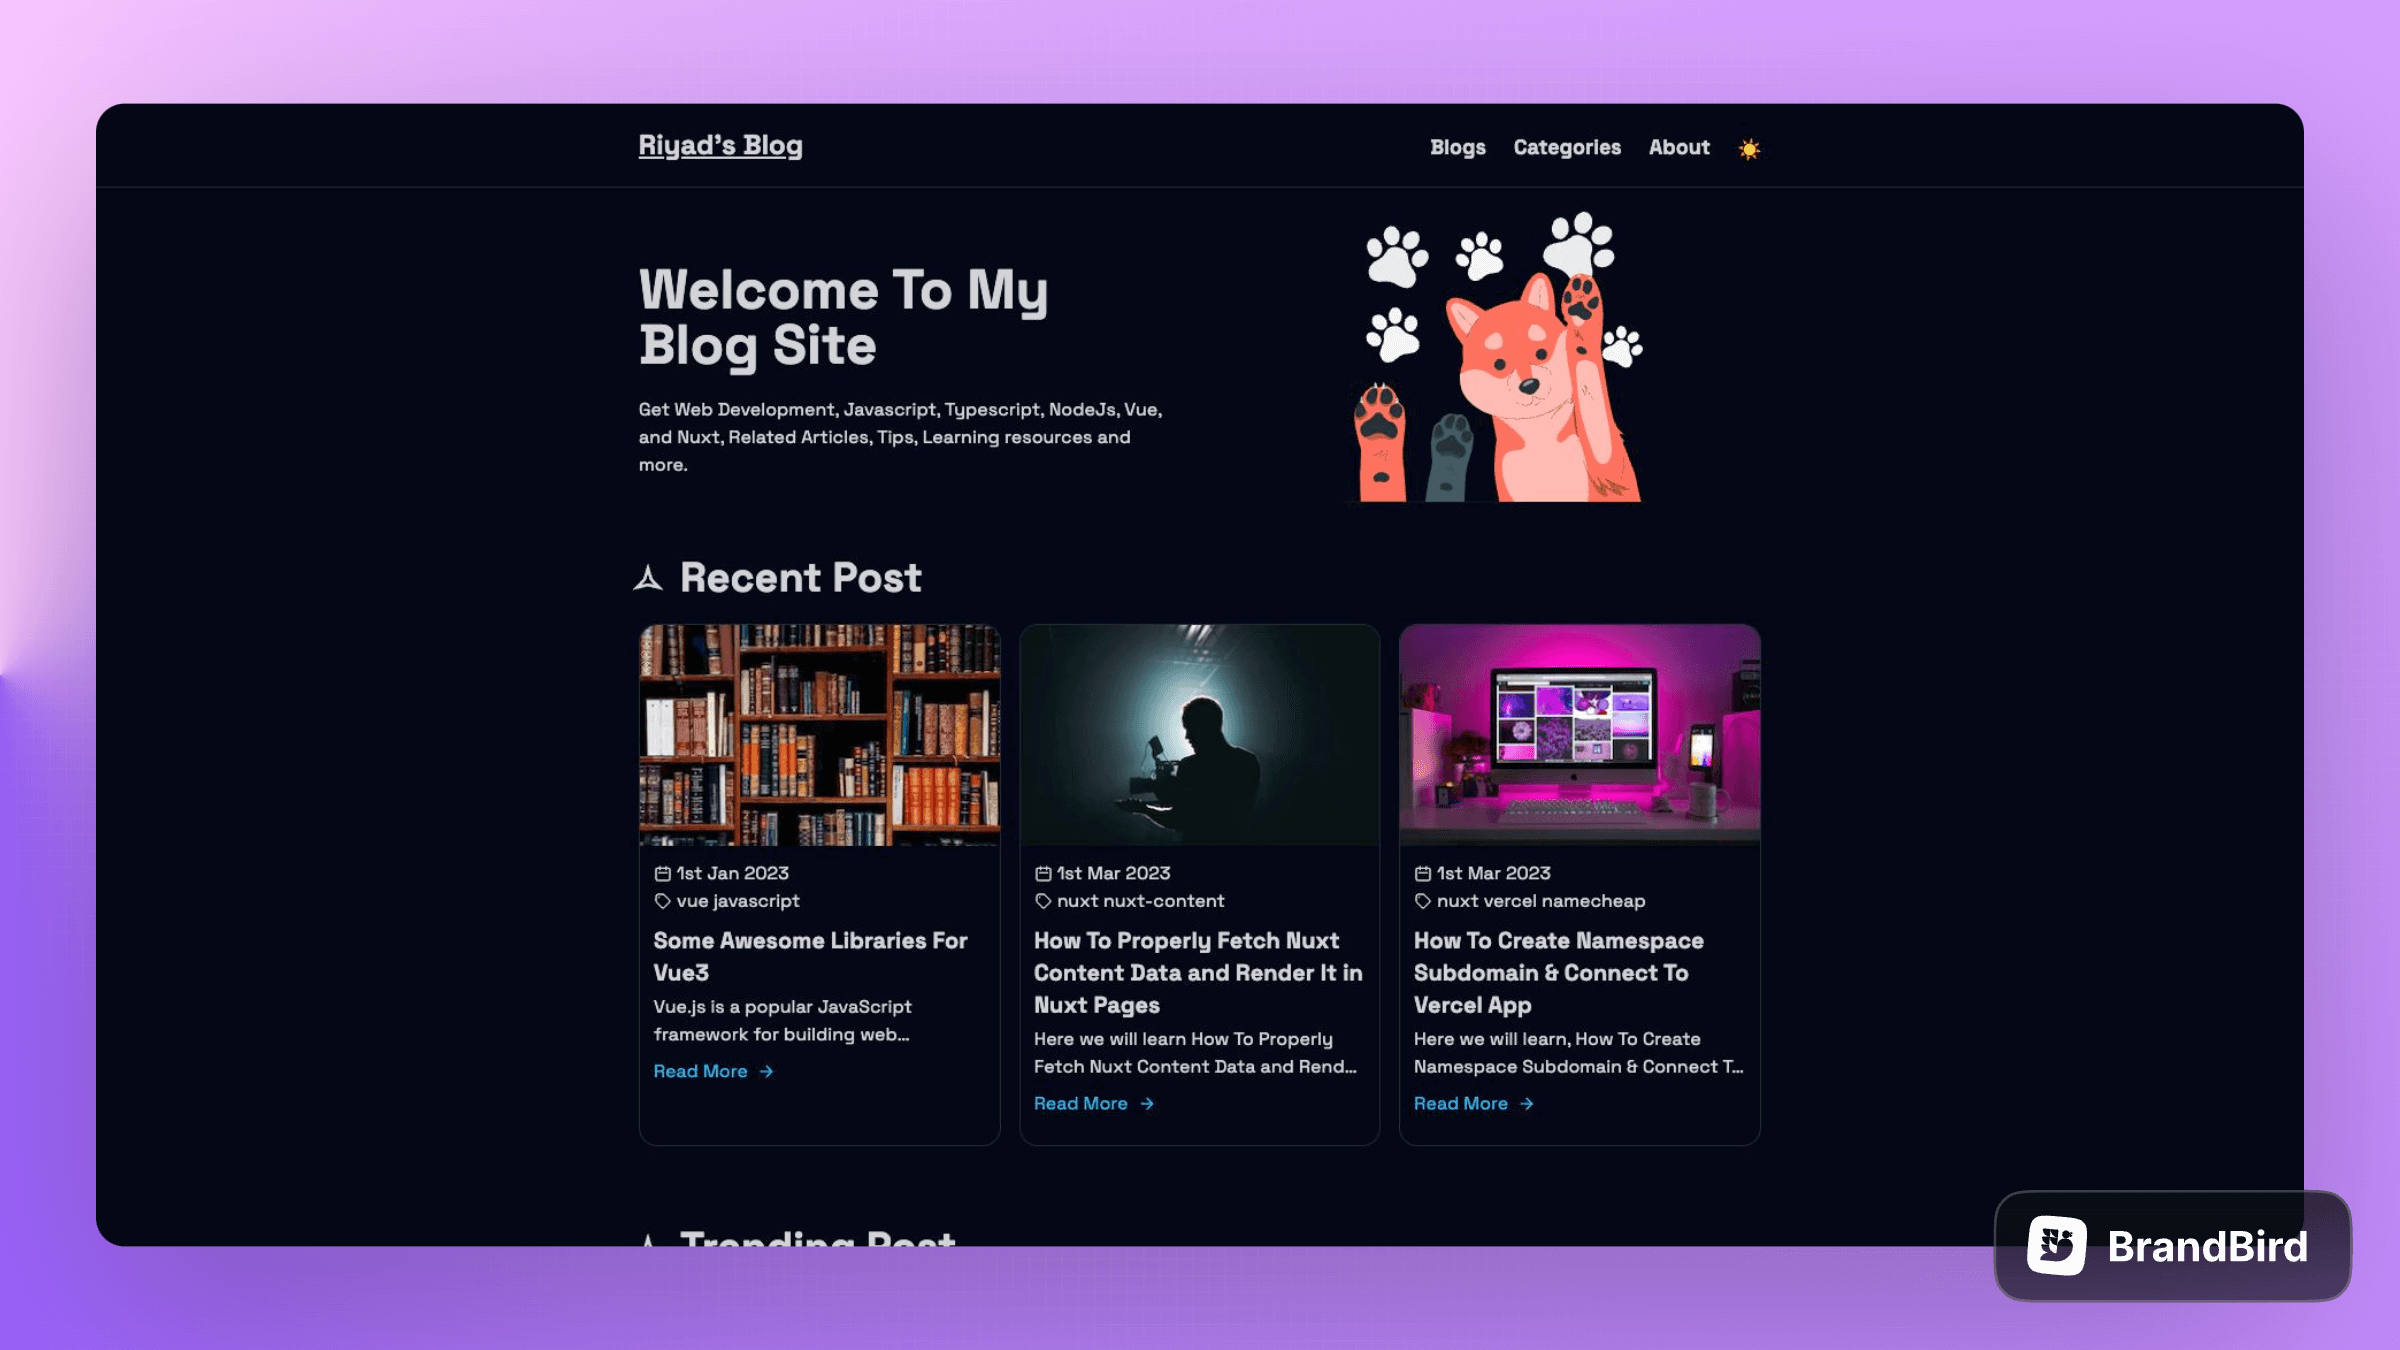 Riyad's Blog
Blogs Categories About
Welcome To My
Blog Site
Get Web Development, Javascript, Typescript, NodeJs, Vue,
and Nuxt, Related Articles, Tips, Learning resources and
more.
Recent Post
1st Jan 2023
vue javascript
Some Awesome Libraries For
Vue3
Vue.js is a popular JavaScript
framework for building web...
Read More
1st Mar 2023
nuxt nuxt-content
How To Properly Fetch Nuxt
Content Data and Render It in
Nuxt Pages
Here we will learn How To Properly
Fetch Nuxt Content Data and Rend...
Read More
1st Mar 2023
nuxt vercel namecheap
How To Create Namespace
Subdomain & Connect To
Vercel App
Here we will learn, How To Create
Namespace Subdomain & Connect T...
Read More
Trending Post
BrandBird